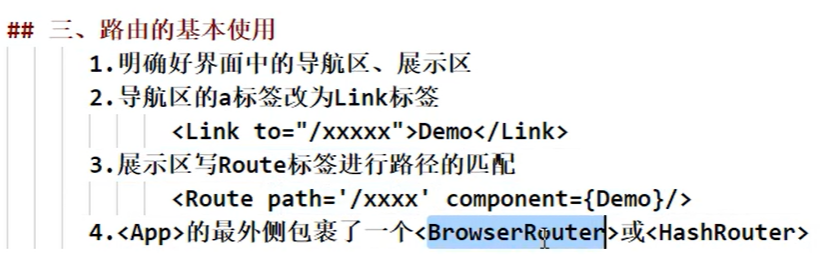 ## 三、路由的基本使用
1.明确好界面中的导航区、展示区
2.导航区的a标签改为Link标签
<Link to="/xxxxx">Demo</Link>
3.展示区写Route标签进行路径的匹配
<Route path='/xxxx' component={Demo}/>
4.<App>的最外侧包裹了一个<BrowserRouter>或<HashRouter>